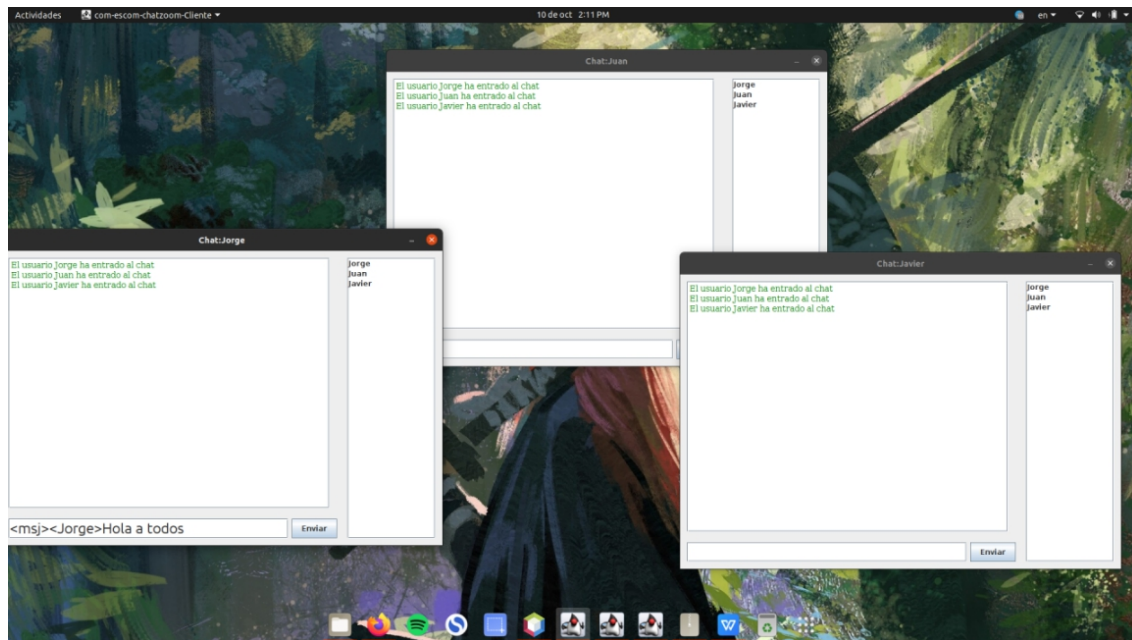 Actividades
com-escom-chatzoom-Cliente
10 de oct 2:11 PM
en
Chat:Juan
El usuario Jorge ha entrado al chat
El usuario Juan ha entrado al chat
El usuario Javier ha entrado al chat
Jorge
Juan
Javier
Chat:Jorge
El usuario Jorge ha entrado al chat
El usuario Juan ha entrado al chat
El usuario Javier ha entrado al chat
Jorge
Juan
Javier
<msj><Jorge>Hola a todos
Enviar
Chat:Javier
El usuario Jorge ha entrado al chat
El usuario Juan ha entrado al chat
El usuario Javier ha entrado al chat
Jorge
Juan
Javier
Enviar